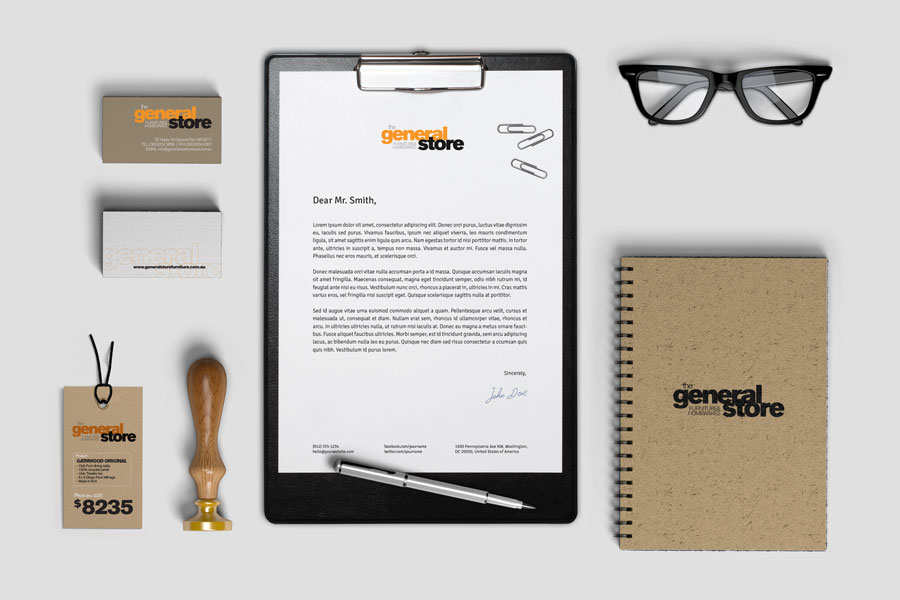 the
general
FURNITURE &
HOMEWARES
store
the
general
store
Dear Mr. Smith,
Lorem ipsum dolor sit amet, consectetur adipiscing elit. Donec orci purus, luctus vitae dignissim
eu, iaculis sed purus. Vivamus faucibus, ipsum nec aliquet viverra, leo mauris condimentum
ligula, sit amet sagittis enim ligula quis arcu. Nam egestas tortor id nisi porttitor mattis. In tortor
ante, ultricies in suscipit a, tempus non massa. Vivamus et auctor mi. Fusce vel massa nulla.
Phasellus nec eros mauris, et scelerisque orci.
Donec malesuada orci vitae nulla accumsan porta a id massa. Quisque accumsan iaculis magna
sit amet fringilla. Maecenas consequat, magna eget tincidunt semper, odio nibh rutrum mi, id
feugiat ante nisi eu risus. Vestibulum nunc orci, rhoncus a placerat in, ultricies in mi. Cras mattis
varius eros, vel fringilla nisi suscipit eget. Quisque scelerisque sagittis nulla at porttitor.
Sed id augue vitae urna euismod commodo aliquet a quam. Pellentesque arcu velit, cursus et
malesuada ut, consequat et diam. Nullam erat sem, rhoncus id ullamcorper vitae, rhoncus et
arcu. In ultricies ultricies nulla, ut rutrum nisi iaculis at. Donec eu magna a metus ornare fauci-
bus. Fusce aliquet faucibus ultricies. Morbi semper, est id tincidunt gravida, sem arcu scelerisque
lacus, ac bibendum nulla leo eu purus. Quisque nec diam sed risus consectetur a ccumsan quis
quis nibh. Vestibulum id purus lorem.
Sincerely,
John Doe
(012) 555-1234
hello@yourwebsite.com
facebook.com/yourname
twitter.com/yourname
1600 Pennsylvania Ave NW, Washington,
DC 20500, United States of America
general
www.generalstorefurniture.com.au
the
general
store
GATHWOOD ORIGINAL
$8235
the
general
FURNITURE &
HOMEWARES
store